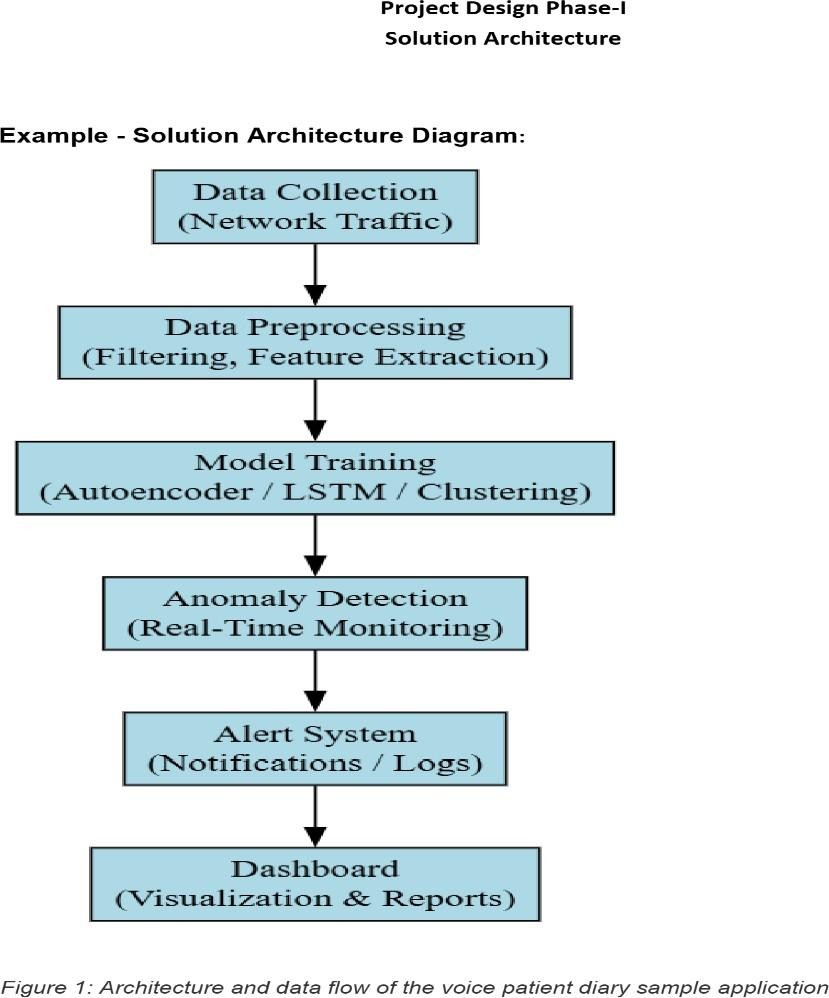 Project Design Phase-I
Solution Architecture
Example - Solution Architecture Diagram:
Data Collection
(Network Traffic)
Data Preprocessing
(Filtering, Feature Extraction)
Model Training
(Autoencoder / LSTM / Clustering)
Anomaly Detection
(Real-Time Monitoring)
Alert System
(Notifications / Logs)
Dashboard
(Visualization & Reports)
Figure 1: Architecture and data flow of the voice patient diary sample application